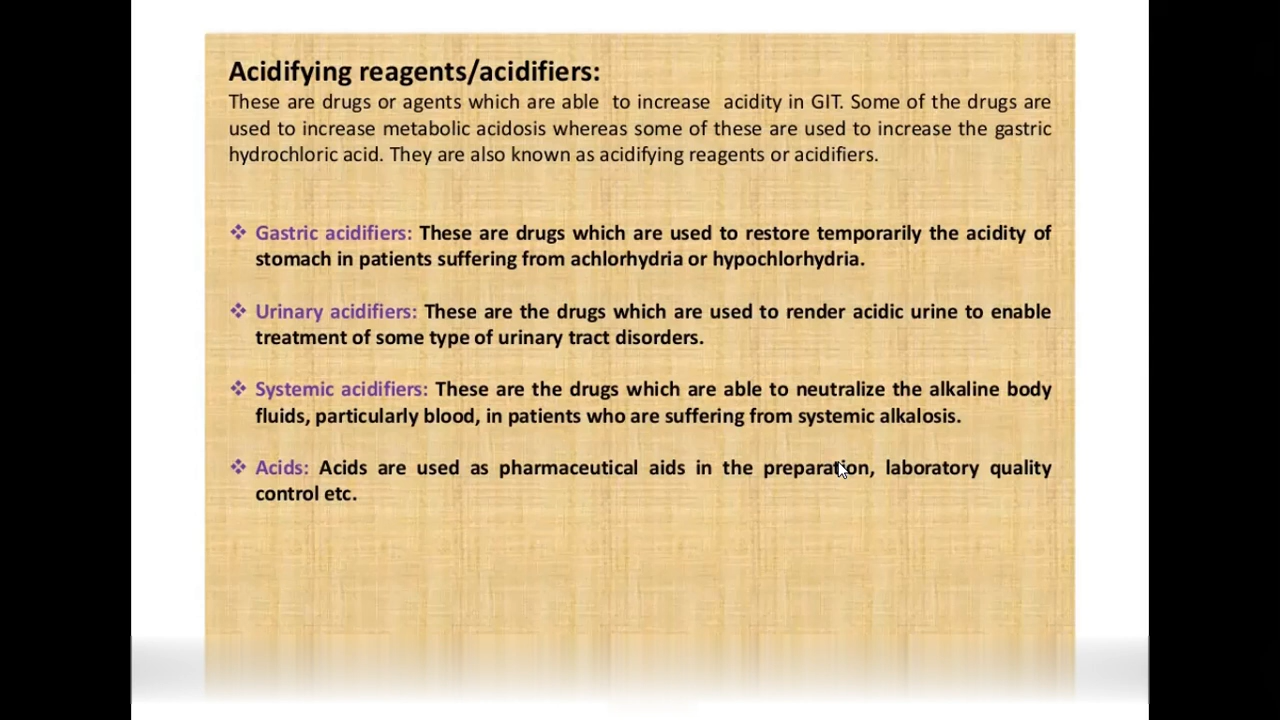 Acidifying reagents/acidifiers:
These are drugs or agents which are able to increase acidity in GIT. Some of the drugs are
used to increase metabolic acidosis whereas some of these are used to increase the gastric
hydrochloric acid. They are also known as acidifying reagents or acidifiers.
❖ Gastric acidifiers: These are drugs which are used to restore temporarily the acidity of
stomach in patients suffering from achlorhydria or hypochlorhydria.
❖ Urinary acidifiers: These are the drugs which are used to render acidic urine to enable
treatment of some type of urinary tract disorders.
❖ Systemic acidifiers: These are the drugs which are able to neutralize the alkaline body
fluids, particularly blood, in patients who are suffering from systemic alkalosis.
❖ Acids: Acids are used as pharmaceutical aids in the preparation, laboratory quality
control etc.